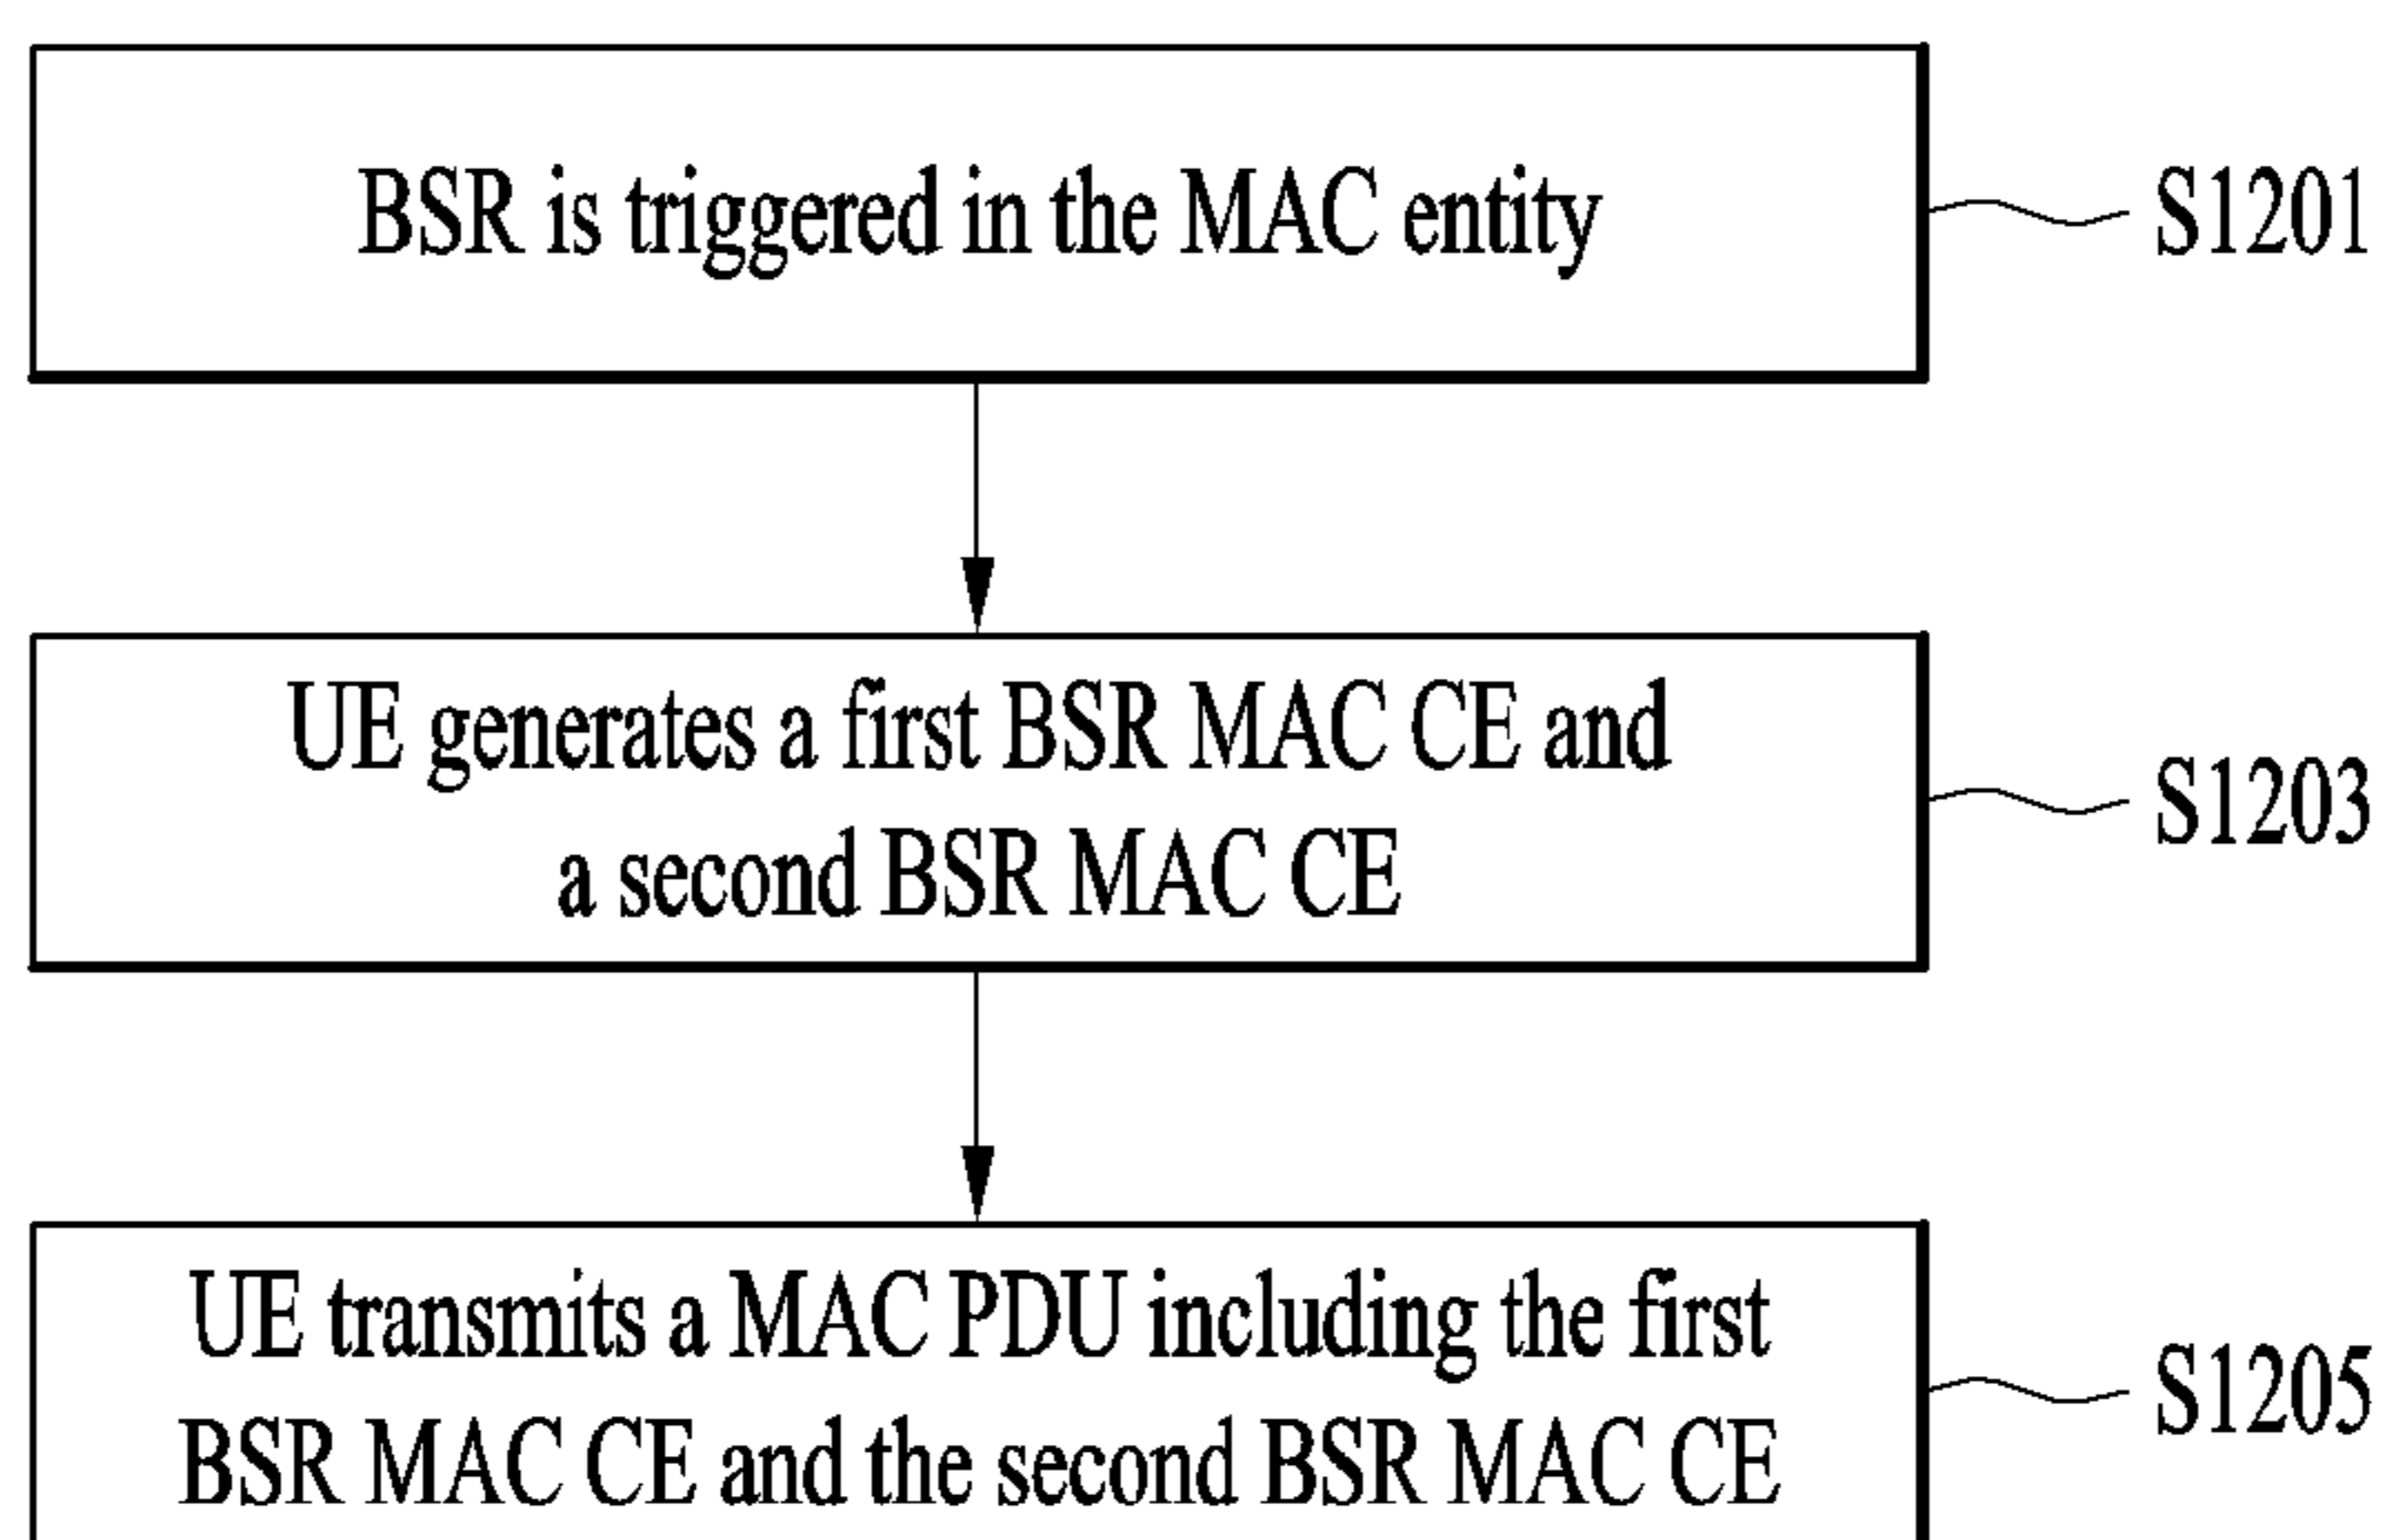 BSR is triggered in the MAC entity
S1201
UE generates a first BSR MAC CE and
a second BSR MAC CE
S1203
UE transmits a MAC PDU including the first
BSR MAC CE and the second BSR MAC CE
S1205